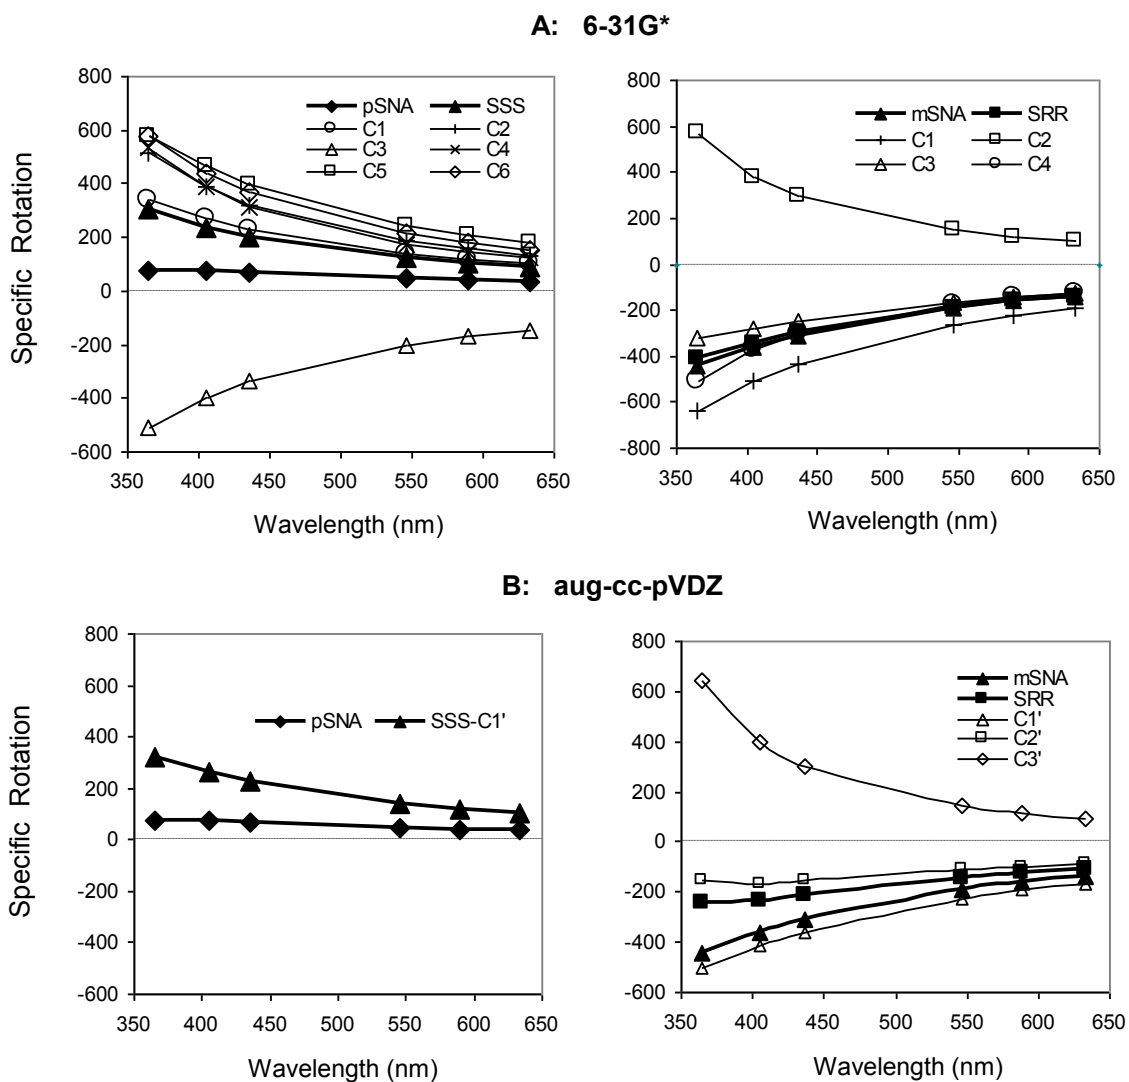 A: 6-31G*
800
600
400
200
0
-200
-400
-600
350 400 450 500 550 600 650
Specific Rotation
Wavelength (nm)
pSNA SSS
C1 C2
C3 C4
C5 C6
800
600
400
200
0
-200
-400
-600
-800
350 400 450 500 550 600 650
Wavelength (nm)
mSNA SRR
C1 C2
C3 C4
B: aug-cc-pVDZ
800
600
400
200
0
-200
-400
-600
350 400 450 500 550 600 650
Specific Rotation
Wavelength (nm)
pSNA SSS-C1'
800
600
400
200
0
-200
-400
-600
350 400 450 500 550 600 650
Wavelength (nm)
mSNA
SRR
C1'
C2'
C3'